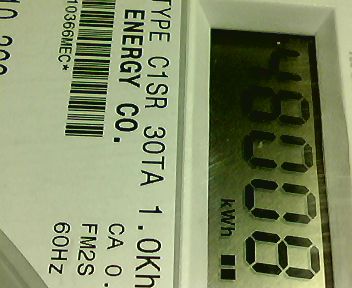 48008
kWh
TYPE C1SR 30TA 1.0Kh
ENERGY CO.
CA 0.
FM2S
10366MEC*
60Hz